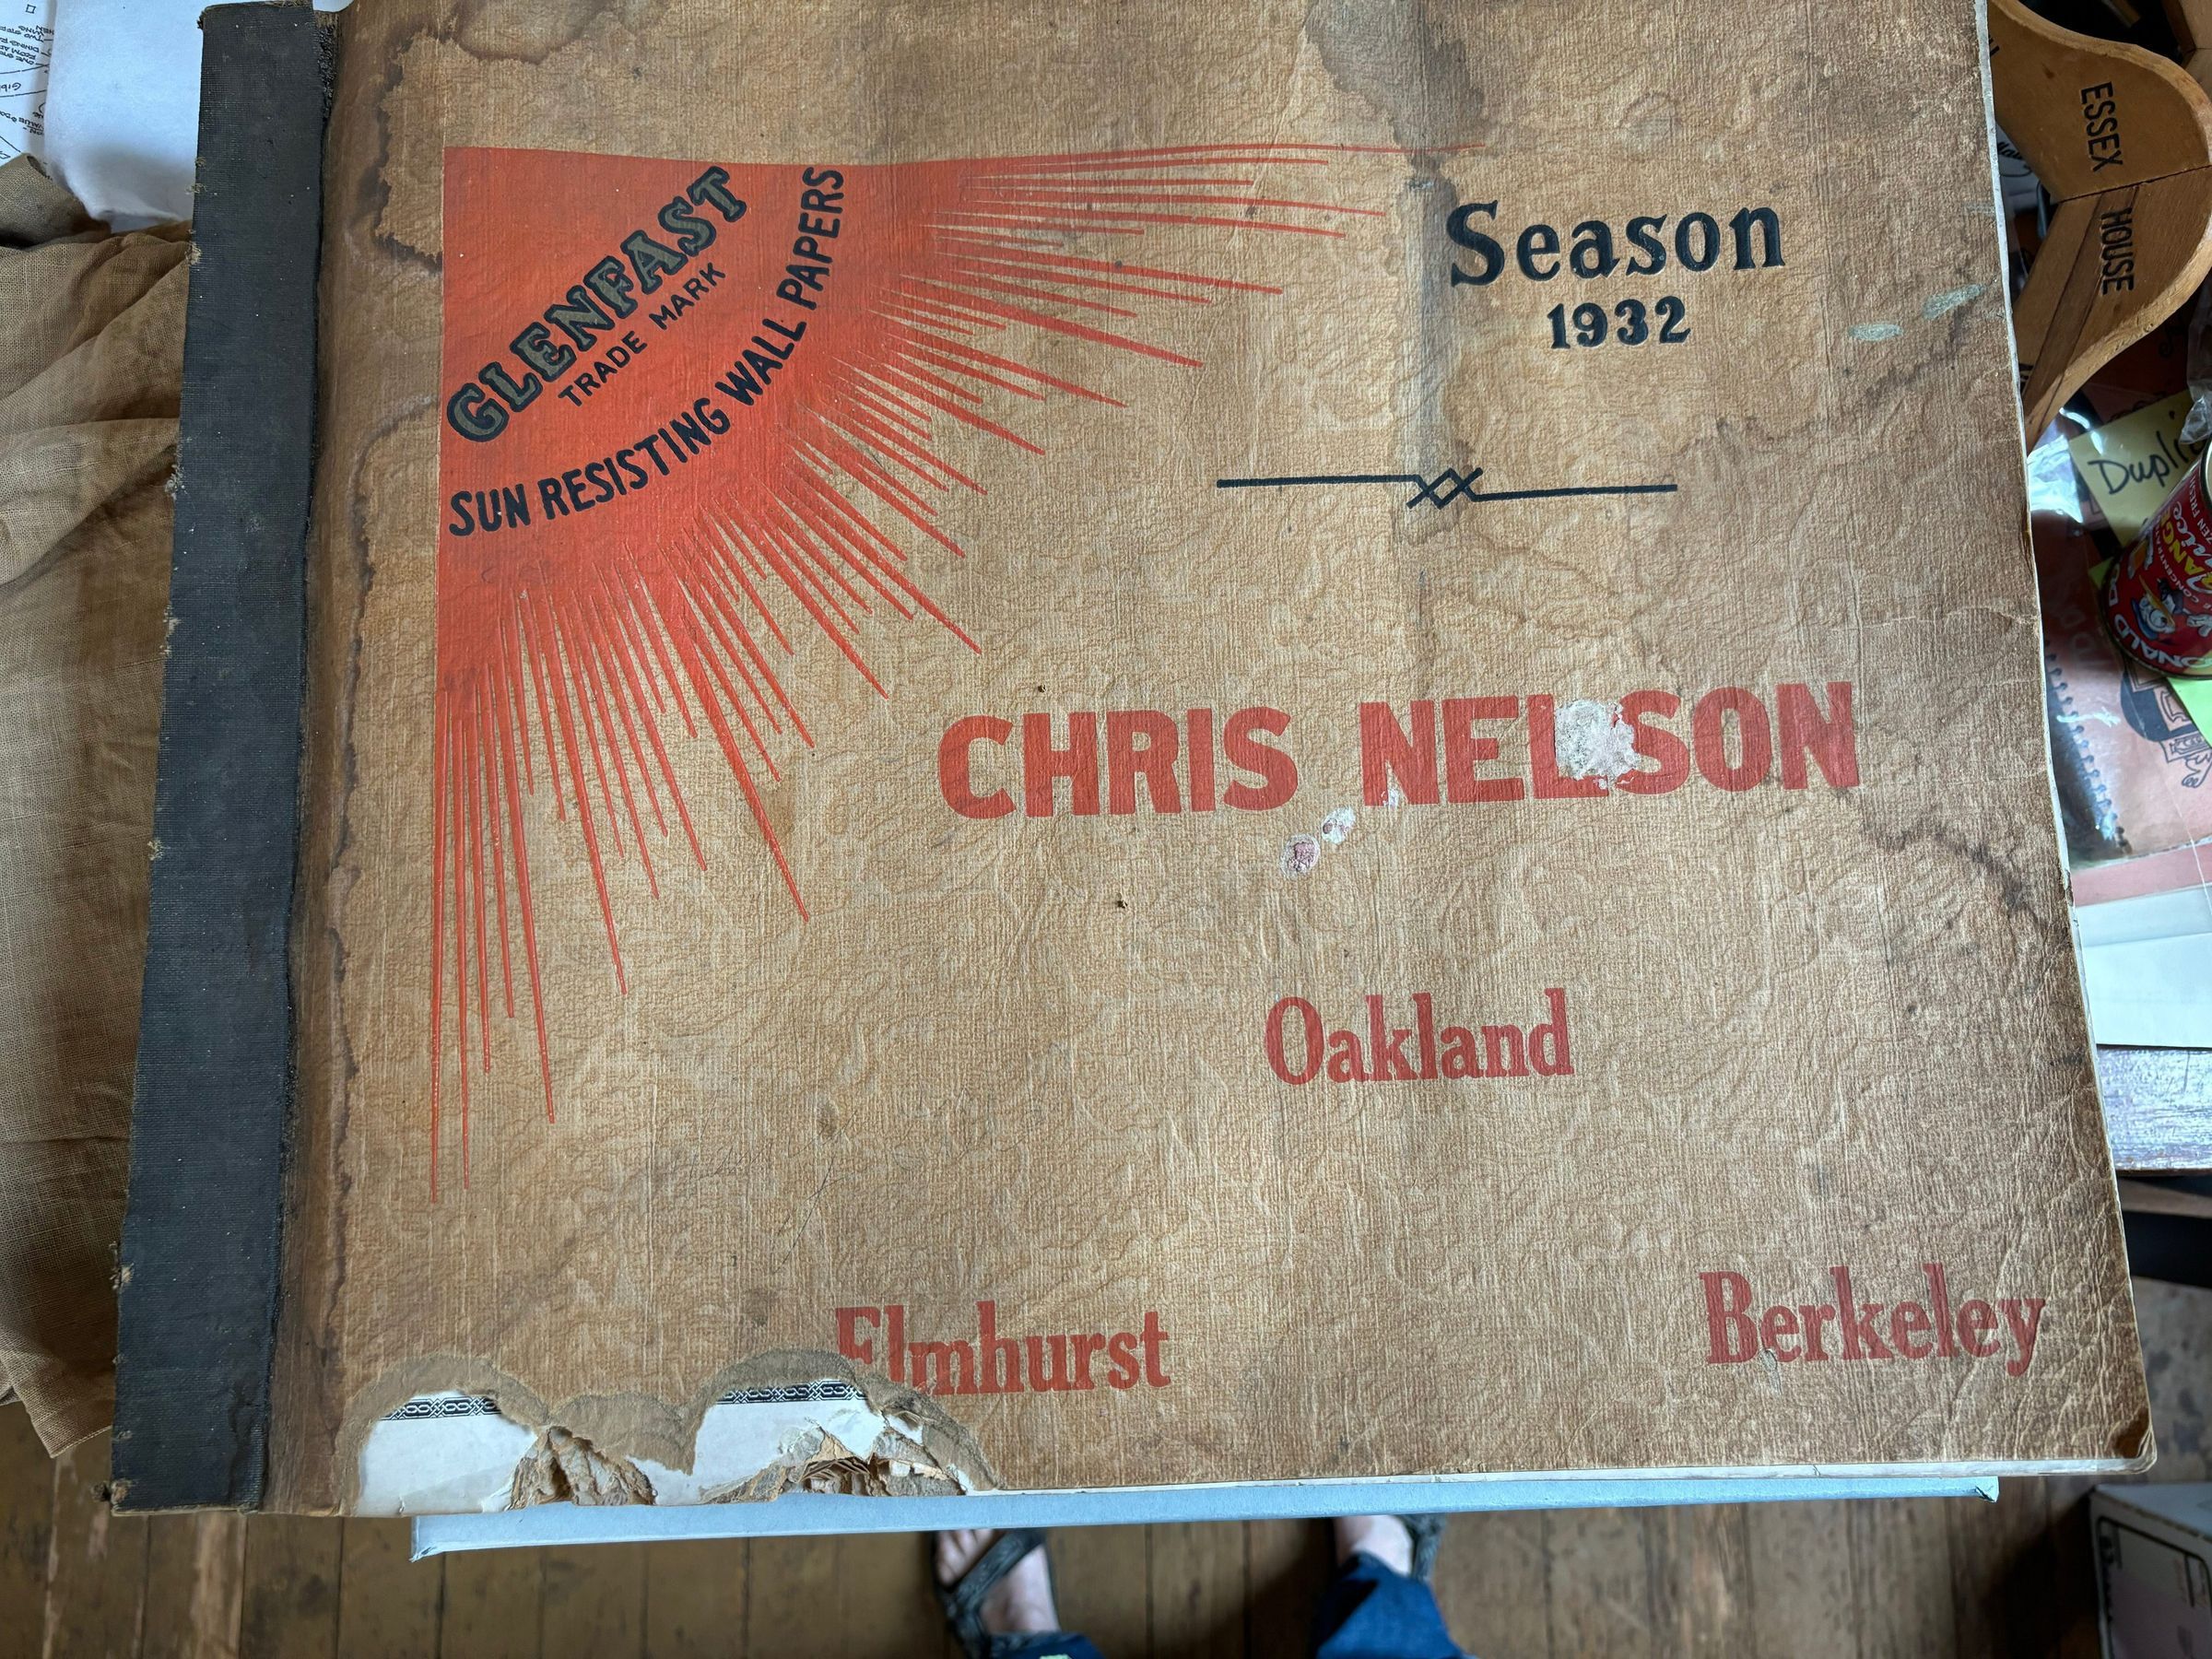 GLENFAST
TRADE MARK
SUN RESISTING WALL PAPERS
Season
1932
CHRIS NELSON
Oakland
Elmhurst
Berkeley
ESSEX
HOUSE